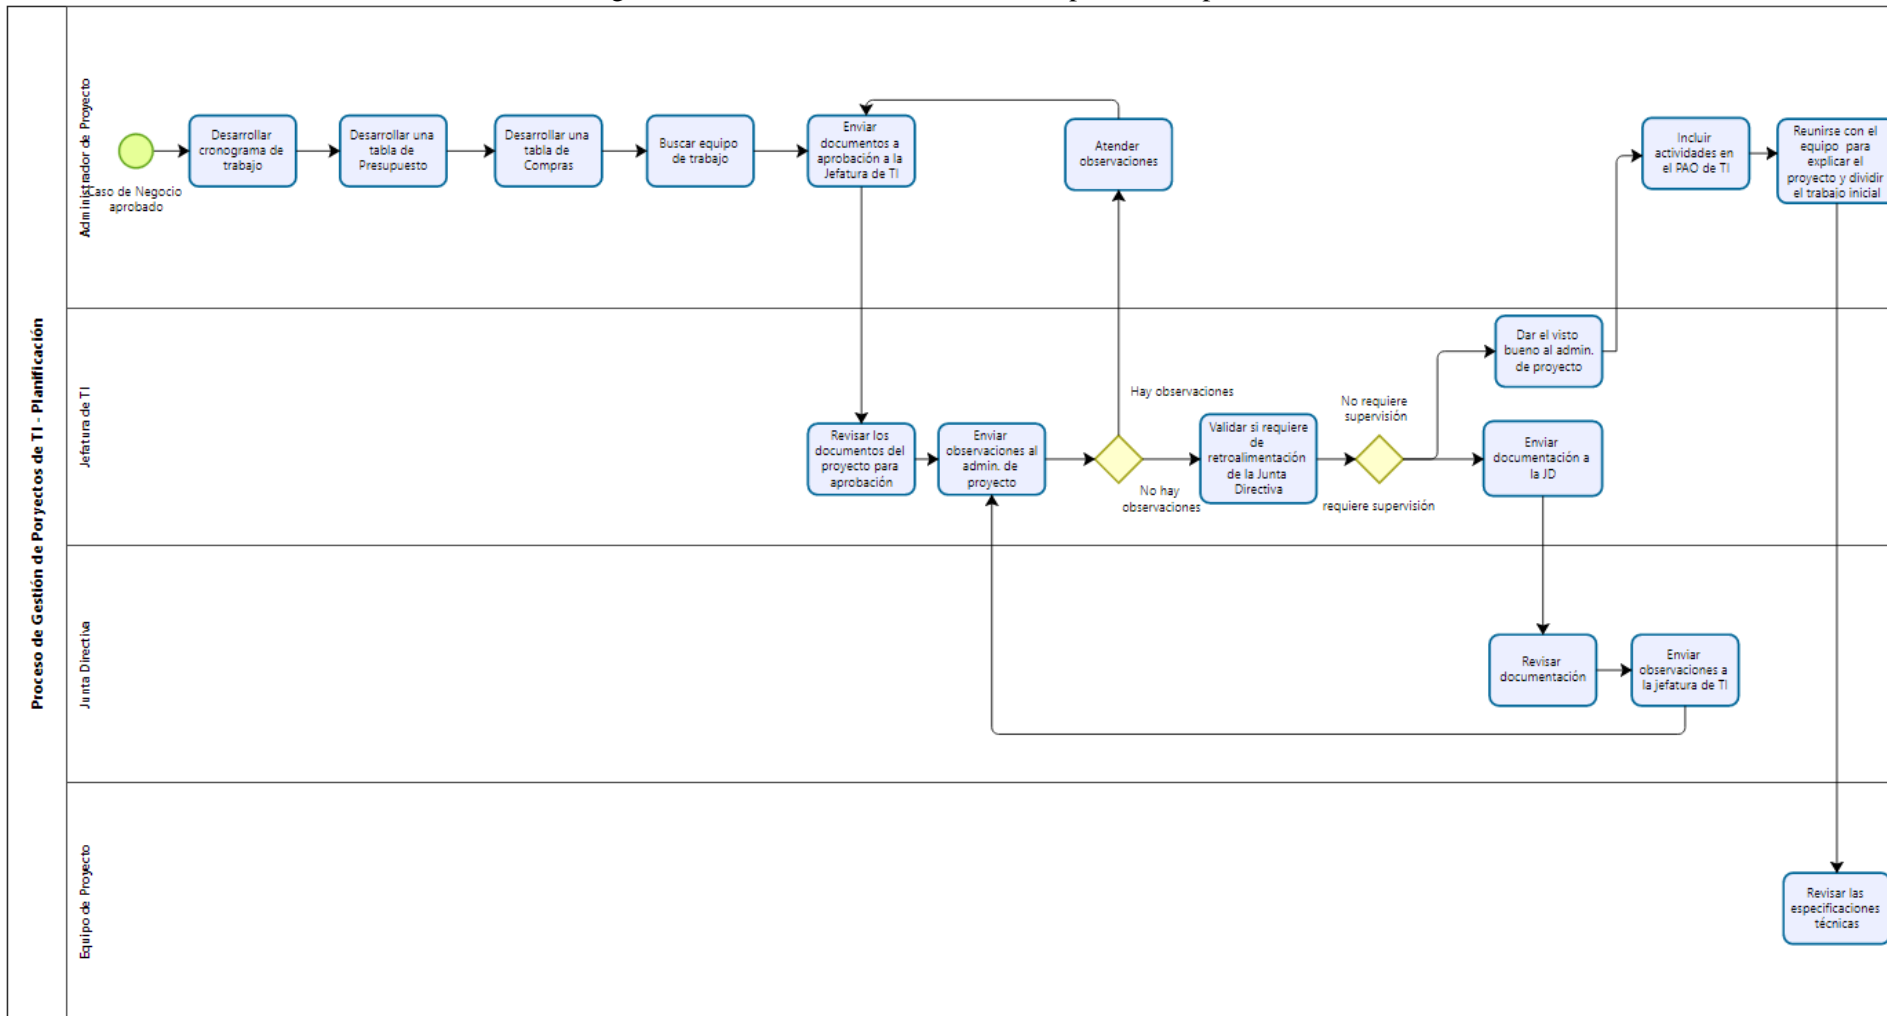 Proceso de Gestión de Poryectos de TI - Planificación
Administrador de Proyecto
Caso de Negocio
aprobado
Desarrollar
cronograma de
trabajo
Desarrollar una
tabla de
Presupuesto
Desarrollar una
tabla de
Compras
Buscar equipo
de trabajo
Enviar
documentos a
aprobación a la
Jefatura de TI
Atender
observaciones
Incluir
actividades en
el PAO de TI
Reunirse con el
equipo para
explicar el
proyecto y dividir
el trabajo inicial
Jefatura de TI
Revisar los
documentos del
proyecto para
aprobación
Enviar
observaciones al
admin. de
proyecto
Hay observaciones
No hay
observaciones
Validar si requiere
de
retroalimentación
de la Junta
Directiva
No requiere
supervisión
requiere supervisión
Dar el visto
bueno al admin.
de proyecto
Enviar
documentación a
la JD
Junta Directiva
Revisar
documentación
Enviar
observaciones a
la jefatura de TI
Equipo de Proyecto
Revisar las
especificaciones
técnicas